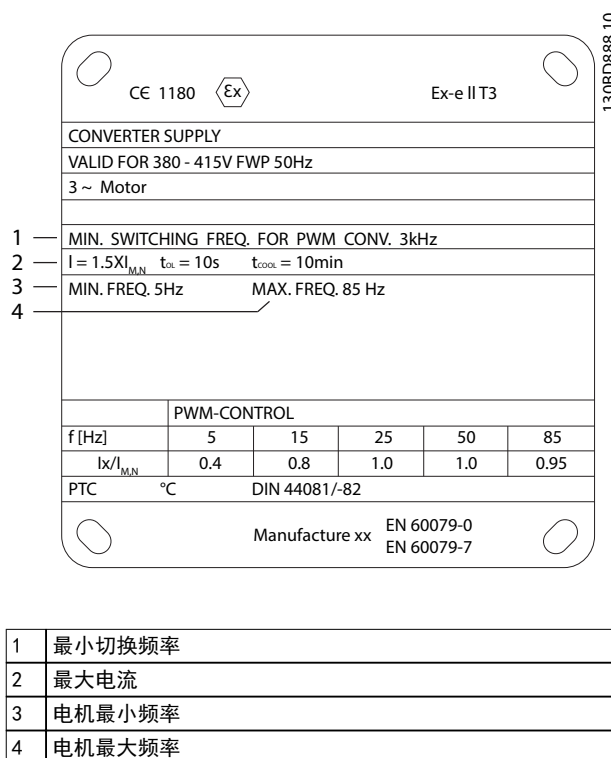 130BD888.10
CE 1180 Ex Ex-e ll T3
CONVERTER SUPPLY
VALID FOR 380 - 415V FWP 50Hz
3 ~ Motor
1 MIN. SWITCHING FREQ. FOR PWM CONV. 3kHz
2 l = 1.5XIM,N tOL = 10s tCOOL = 10min
3 MIN. FREQ. 5Hz MAX. FREQ. 85 Hz
4
PWM-CONTROL
f [Hz] 5 15 25 50 85
Ix/IM,N 0.4 0.8 1.0 1.0 0.95
PTC °C DIN 44081/-82
Manufacture xx EN 60079-0
EN 60079-7
1 最小切换频率
2 最大电流
3 电机最小频率
4 电机最大频率